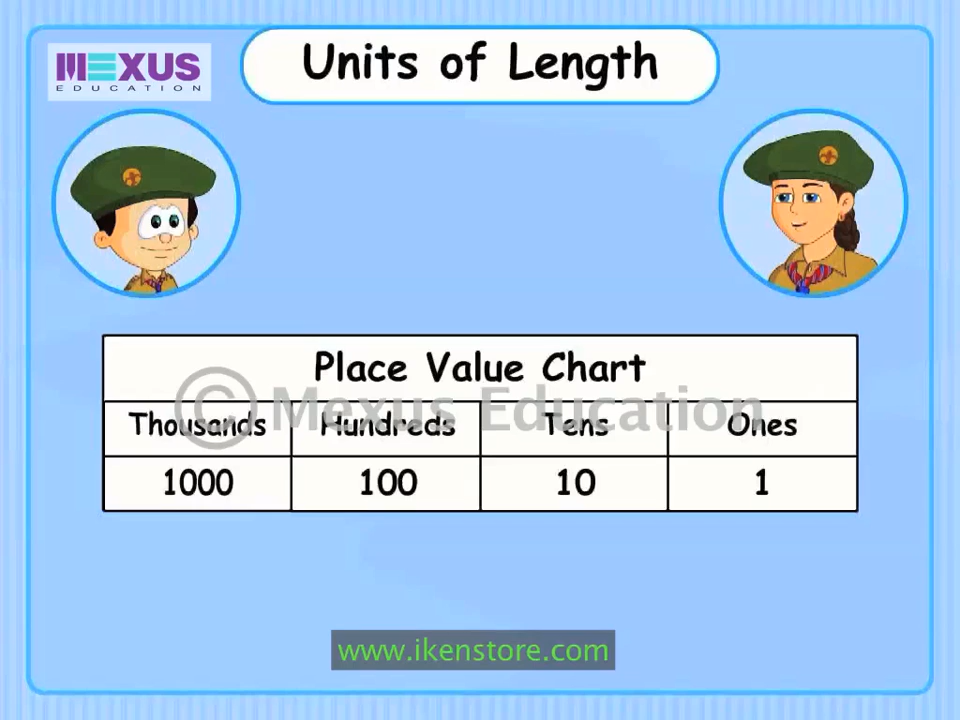 MEXUS
EDUCATION
Units of Length
Place Value Chart
© Mexus Education
Thousands Hundreds Tens Ones
1000 100 10 1
www.ikenstore.com